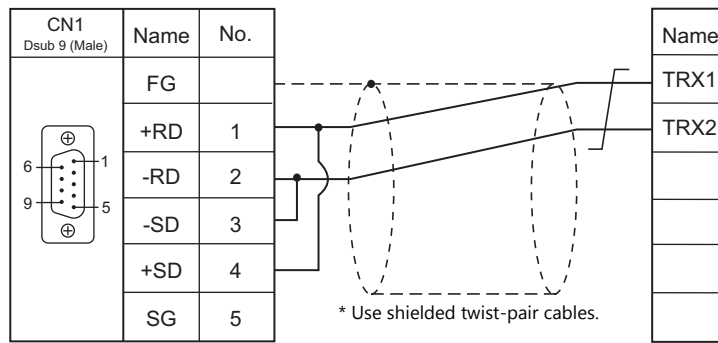 CN1
Dsub 9 (Male)
Name No.
FG
+RD 1
-RD 2
-SD 3
+SD 4
SG 5
6 1
9 5
Name
TRX1
TRX2
* Use shielded twist-pair cables.